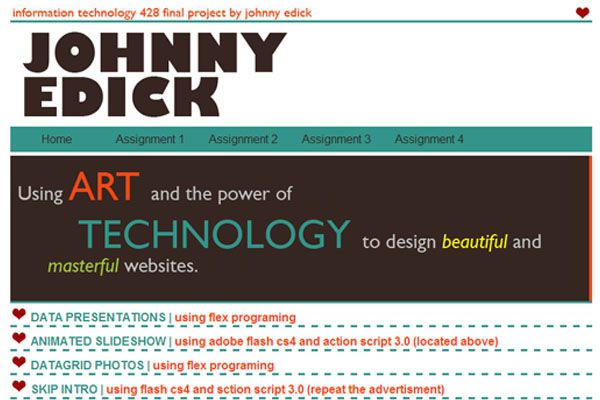 information technology 428 final project by johnny edick
JOHNNY
EDICK
Home Assignment 1 Assignment 2 Assignment 3 Assignment 4
Using ART and the power of
TECHNOLOGY to design beautiful and
masterful websites.
DATA PRESENTATIONS | using flex programing
ANIMATED SLIDESHOW | using adobe flash cs4 and action script 3.0 (located above)
DATAGRID PHOTOS | using flex programing
SKIP INTRO | using flash cs4 and sction script 3.0 (repeat the advertisment)